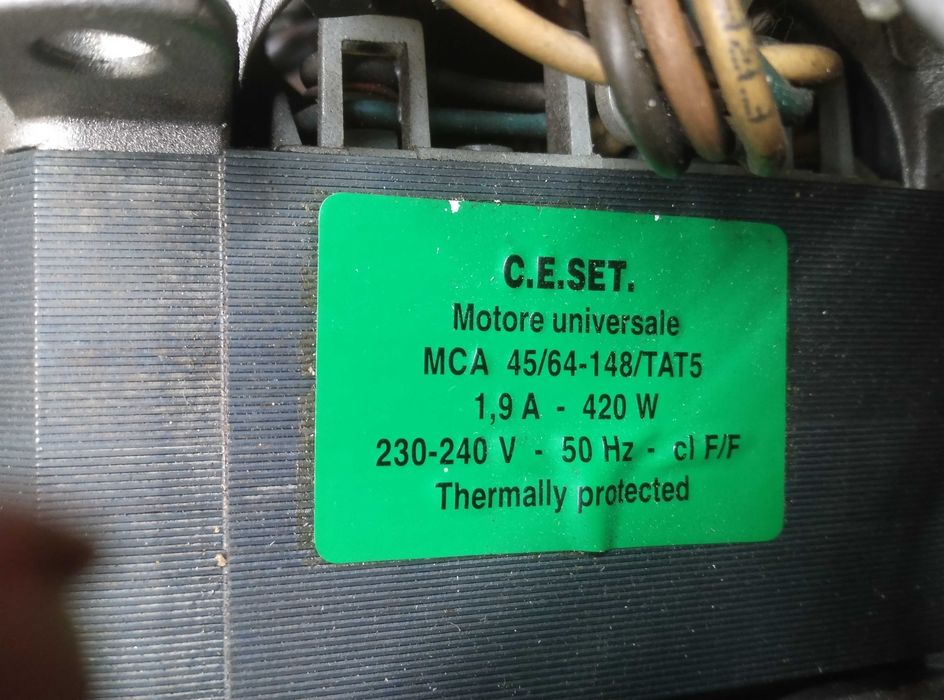 C.E.SET.
Motore universale
MCA 45/64-148/TAT5
1,9 A - 420 W
230-240 V - 50 Hz - cl F/F
Thermally protected